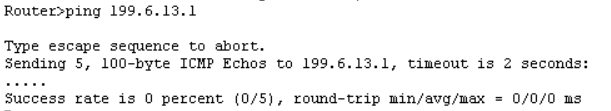 Router>ping 199.6.13.1
Type escape sequence to abort.
Sending 5, 100-byte ICMP Echos to 199.6.13.1, timeout is 2 seconds:
.....
Success rate is 0 percent (0/5), round-trip min/avg/max = 0/0/0 ms